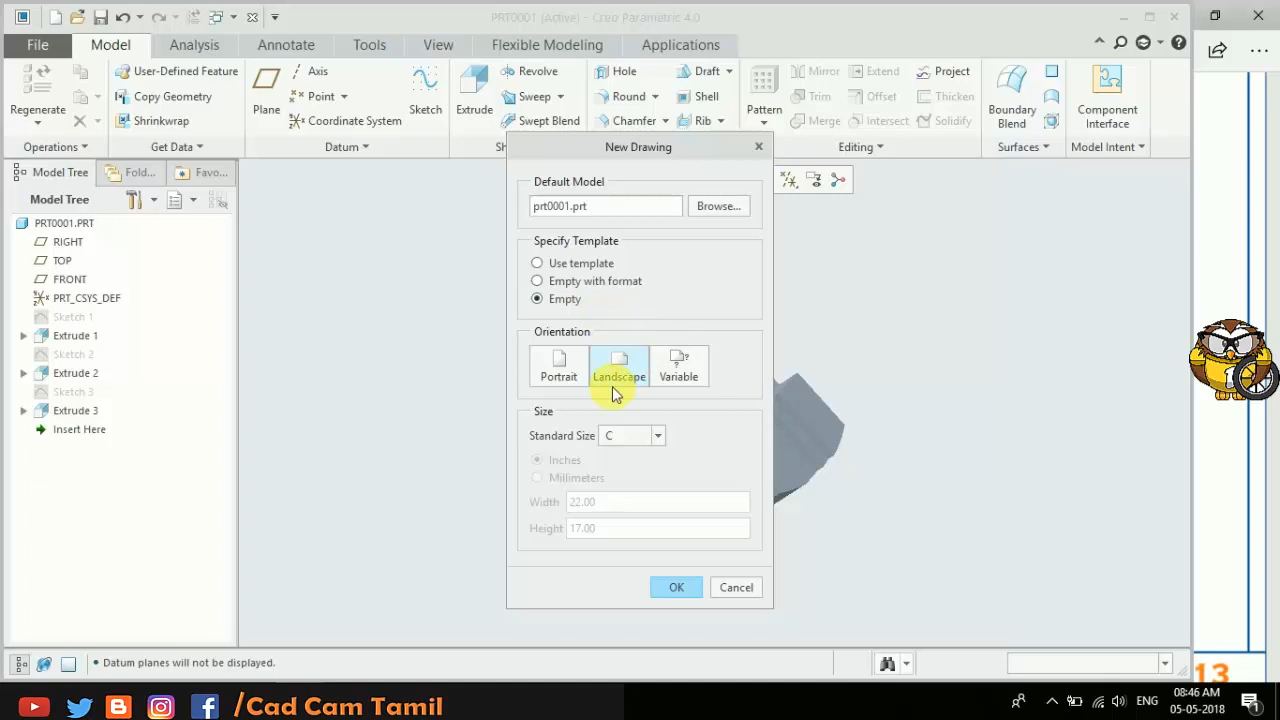 PRT0001 (Active) - Creo Parametric 4.0
File Model Analysis Annotate Tools View Flexible Modeling Applications
Regenerate
User-Defined Feature
Copy Geometry
Shrinkwrap
Plane
Axis
Point
Coordinate System
Sketch
Extrude
Revolve
Sweep
Swept Blend
Hole
Round
Chamfer
Draft
Shell
Rib
Pattern
Mirror
Trim
Merge
Extend
Offset
Intersect
Project
Thicken
Solidify
Boundary
Blend
Component
Interface
Operations Get Data Datum Sh Editing Surfaces Model Intent
Model Tree Fold... Favo...
Model Tree
PRT0001.PRT
RIGHT
TOP
FRONT
PRT_CSYS_DEF
Sketch 1
Extrude 1
Sketch 2
Extrude 2
Sketch 3
Extrude 3
Insert Here
New Drawing
Default Model
prt0001.prt Browse...
Specify Template
Use template
Empty with format
Empty
Orientation
Portrait Landscape Variable
Size
Standard Size C
Inches
Millimeters
Width 22.00
Height 17.00
OK Cancel
• Datum planes will not be displayed.
13
/Cad Cam Tamil
ENG
08:46 AM
05-05-2018
1